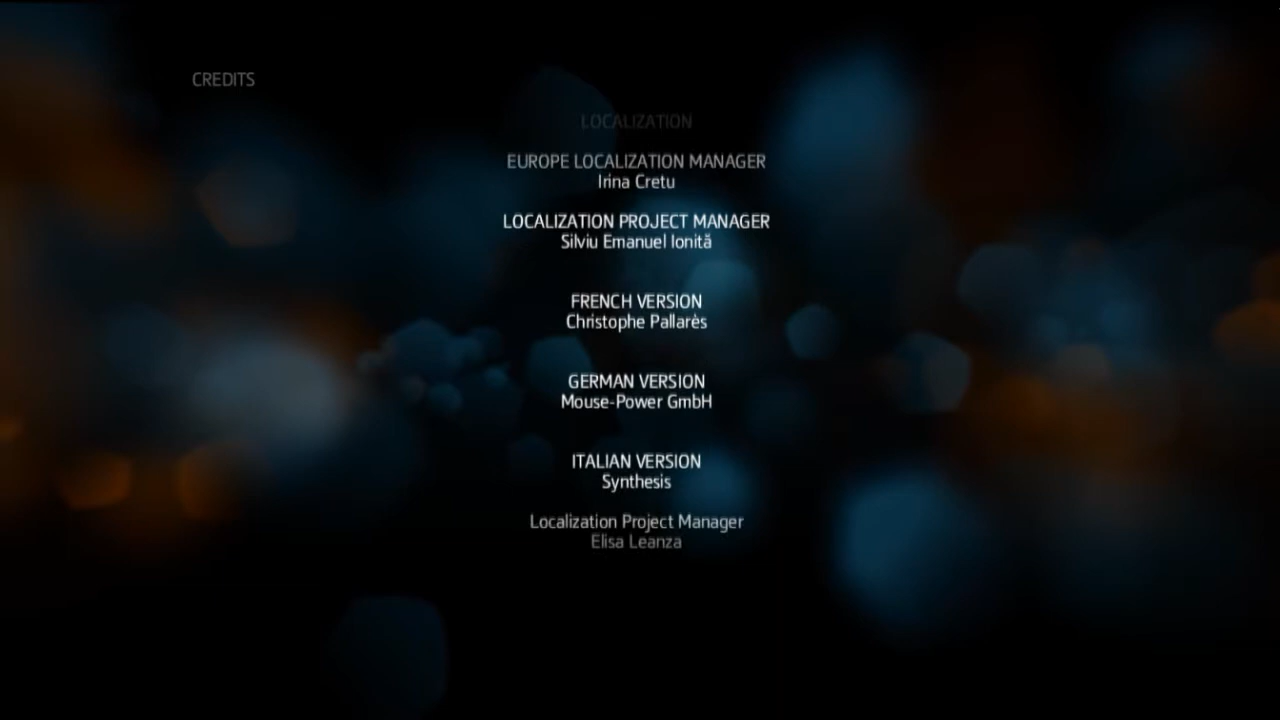 CREDITS
LOCALIZATION
EUROPE LOCALIZATION MANAGER
Irina Cretu
LOCALIZATION PROJECT MANAGER
Silviu Emanuel Ionită
FRENCH VERSION
Christophe Pallarès
GERMAN VERSION
Mouse-Power GmbH
ITALIAN VERSION
Synthesis
Localization Project Manager
Elisa Leanza